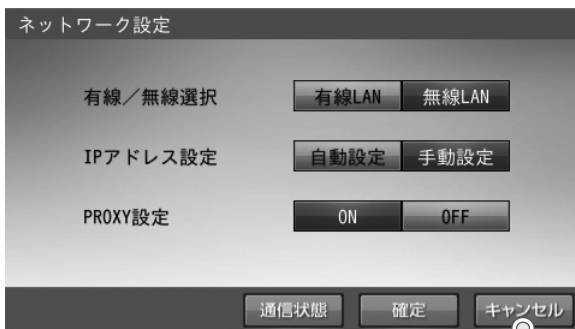 ネットワーク設定
有線／無線選択 有線LAN 無線LAN
IPアドレス設定 自動設定 手動設定
PROXY設定 ON OFF
通信状態 確定 キャンセル